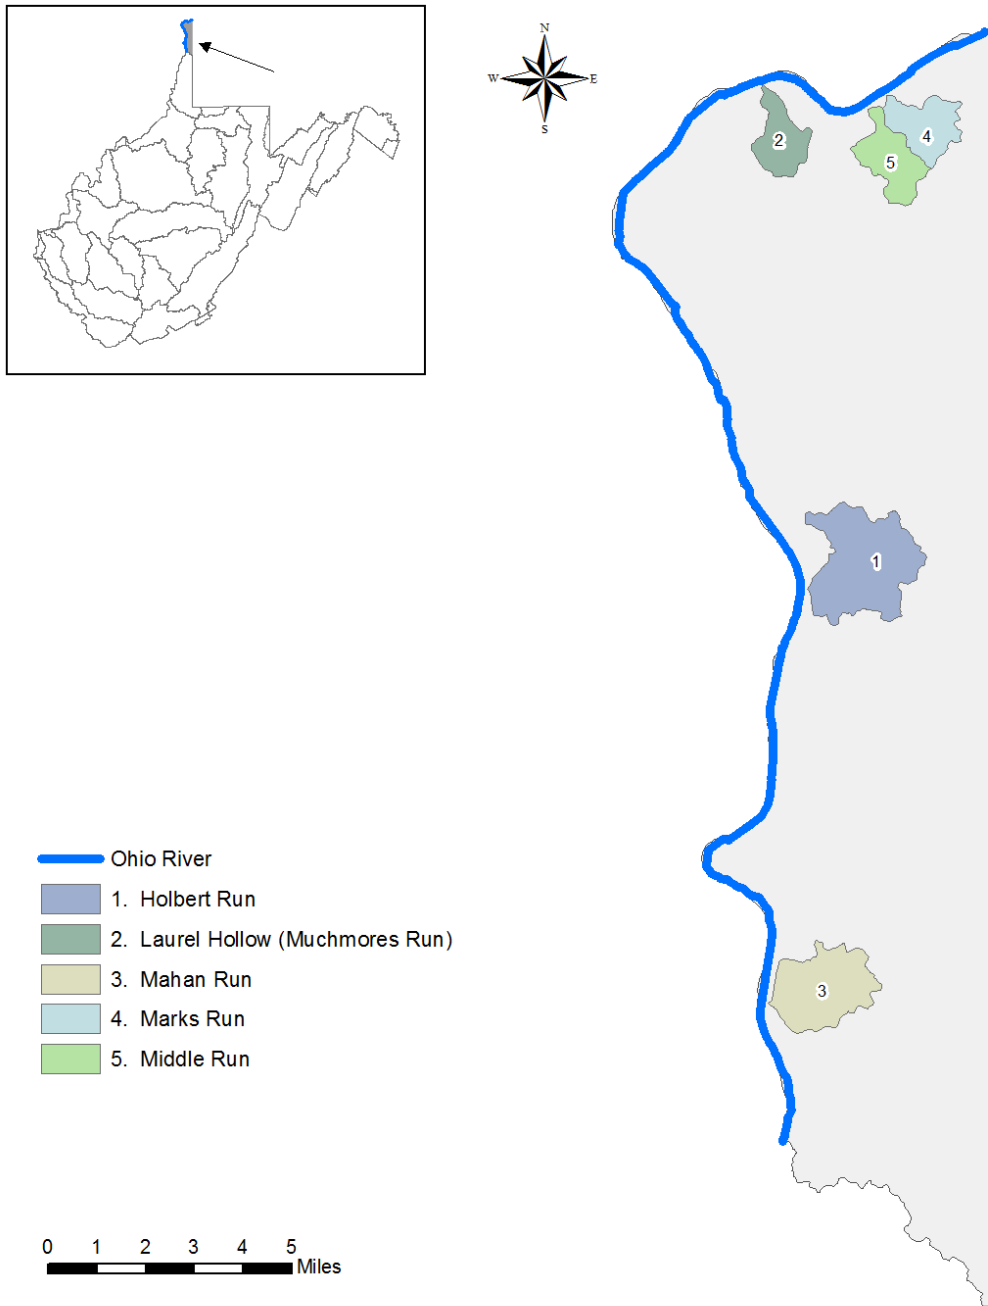 N
W E
S
2
4
5
1
3
Ohio River
1. Holbert Run
2. Laurel Hollow (Muchmores Run)
3. Mahan Run
4. Marks Run
5. Middle Run
0 1 2 3 4 5
Miles